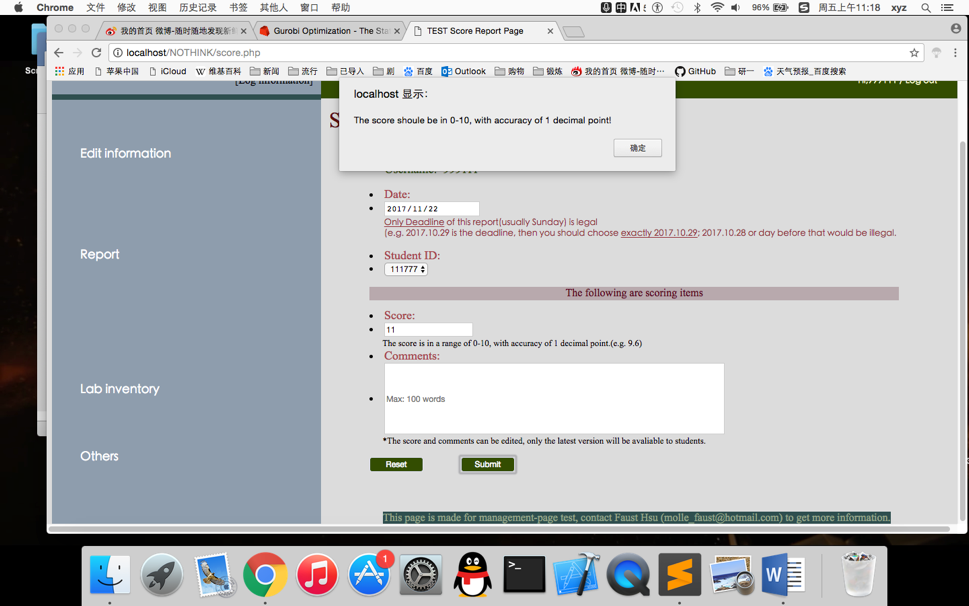 Chrome 文件 修改 视图 历史记录 书签 其他人 窗口 帮助 96% 周五上午11:18 xyz
我的首页 微博-随时随地发现新 Gurobi Optimization - The Sta TEST Score Report Page
localhost/NOTHINK/score.php
应用 苹果中国 iCloud 维基百科 新闻 流行 已导入 剧 百度 Outlook 购物 锻炼 我的首页 微博-随时… GitHub 研一 天气预报_百度搜索
[Log information]
localhost 显示：
The score shoule be in 0-10, with accuracy of 1 decimal point!
确定
Edit information
Username: 999111
Date:
2017/11/22
Only Deadline of this report(usually Sunday) is legal
(e.g. 2017.10.29 is the deadline, then you should choose exactly 2017.10.29; 2017.10.28 or day before that would be illegal.
Report
Student ID:
111777
The following are scoring items
Score:
11
The score is in a range of 0-10, with accuracy of 1 decimal point.(e.g. 9.6)
Comments:
Lab inventory
Max: 100 words
*The score and comments can be edited, only the latest version will be avaliable to students.
Others
Reset Submit
This page is made for management-page test, contact Faust Hsu (molle_faust@hotmail.com) to get more information.
1